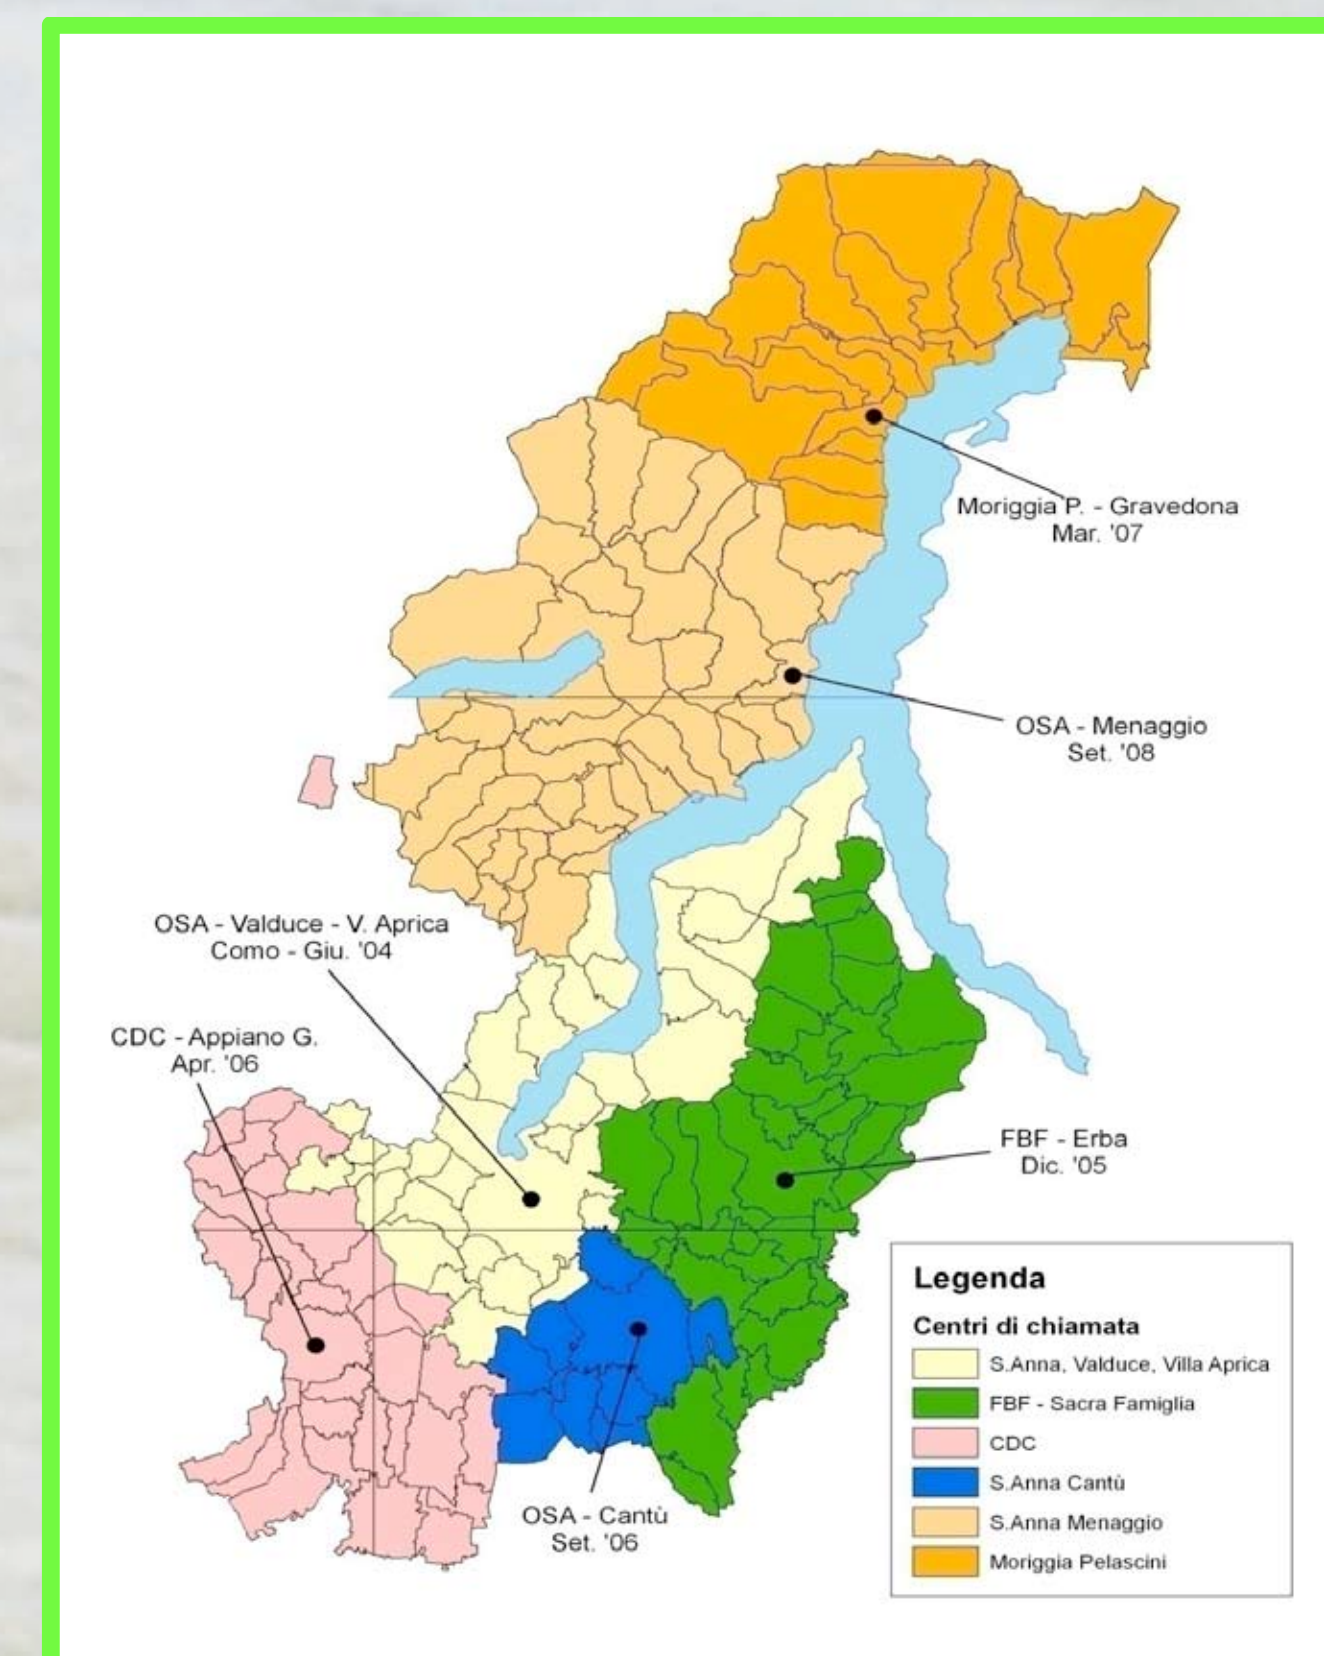 Moriggia P. - Gravedona
Mar. '07
OSA - Menaggio
Set. '08
OSA - Valduce - V. Aprica
Como - Giu. '04
CDC - Appiano G.
Apr. '06
FBF - Erba
Dic. '05
OSA - Cantù
Set. '06
Legenda
Centri di chiamata
S.Anna, Valduce, Villa Aprica
FBF - Sacra Famiglia
CDC
S.Anna Cantù
S.Anna Menaggio
Moriggia Pelascini